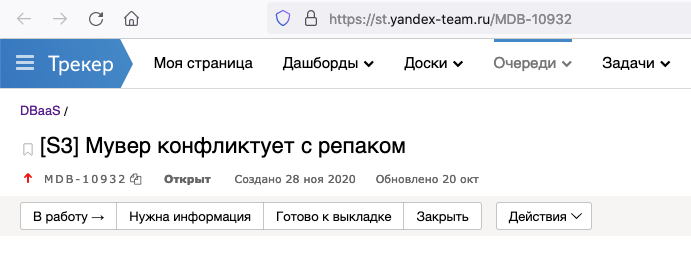 https://st.yandex-team.ru/MDB-10932
Трекер Моя страница Дашборды Доски Очереди Задачи
DBaaS /
[S3] Мувер конфликтует с репаком
MDB-10932 Открыт Создано 28 ноя 2020 Обновлено 20 окт
В работу → Нужна информация Готово к выкладке Закрыть Действия